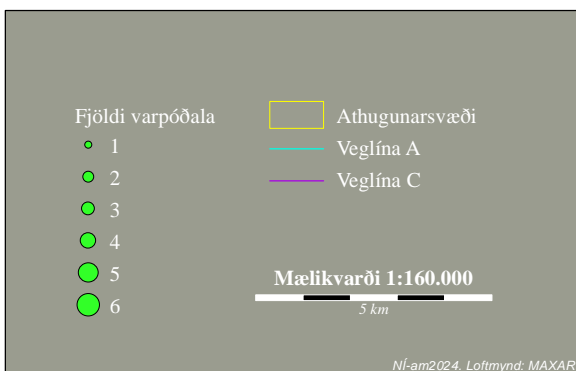 Fjöldi varpóðala
1
2
3
4
5
6
Athugunarsvæði
Veglína A
Veglína C
Mælikvarði 1:160.000
5 km
NÍ-am2024. Loftmynd: MAXAR